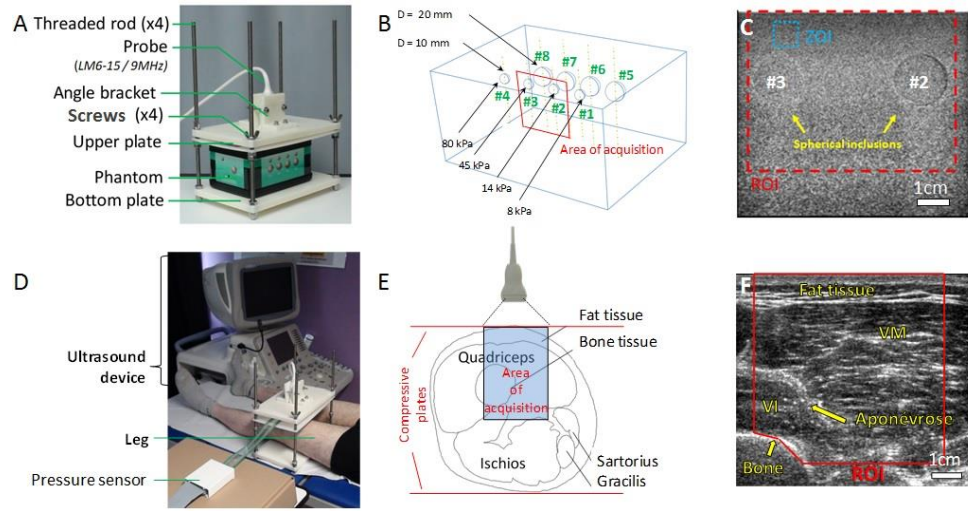 A
Threaded rod (x4)
Probe
(LM6-15 / 9MHz)
Angle bracket
Screws (x4)
Upper plate
Phantom
Bottom plate
B
D = 20 mm
D = 10 mm
#8
#7
#6
#5
#4
#3
#2
#1
Area of acquisition
80 kPa
45 kPa
14 kPa
8 kPa
C
ZOI
#3
#2
Spherical inclusions
ROI
1cm
D
Ultrasound
device
Leg
Pressure sensor
E
Fat tissue
Bone tissue
Quadriceps
Area
of
acquisition
Compressive
plates
Ischios
Sartorius
Gracilis
F
Fat tissue
VM
VI
Aponevrose
Bone
ROI
1cm